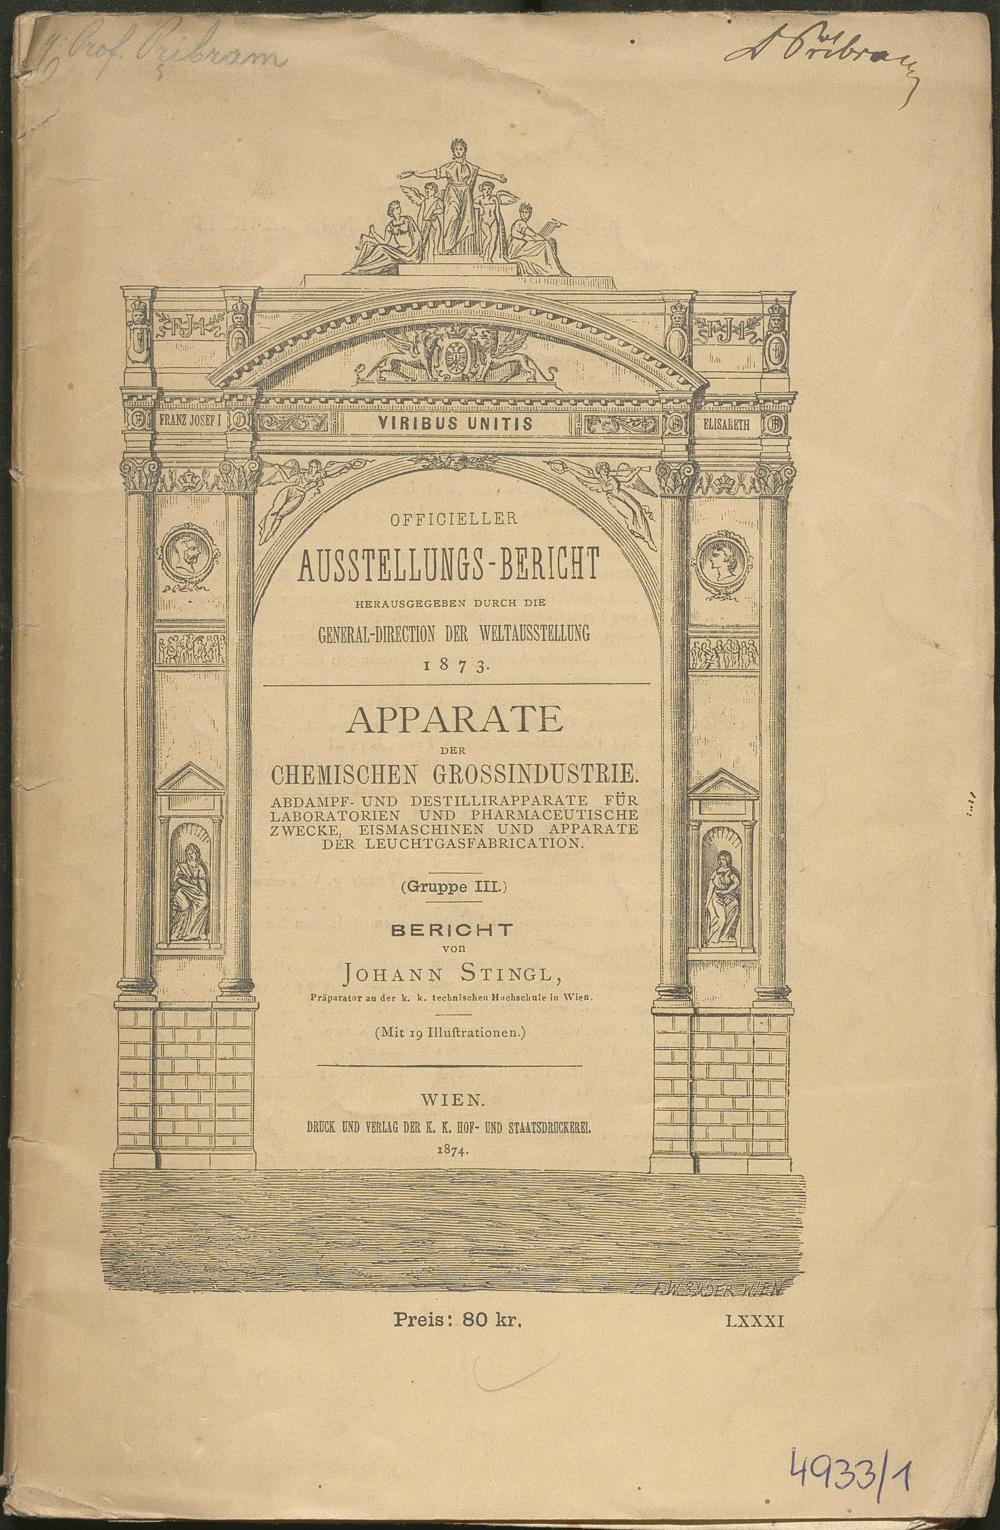 Prof. Pribram
Pribram
FJI
FRANZ JOSEF I
VIRIBUS UNITIS
ELISABETH
OFFICIELLER
AUSSTELLUNGS-BERICHT
HERAUSGEGEBEN DURCH DIE
GENERAL-DIRECTION DER WELTAUSSTELLUNG
1873.
APPARATE
DER
CHEMISCHEN GROSSINDUSTRIE.
ABDAMPF- UND DESTILLIRAPPARATE FÜR
LABORATORIEN UND PHARMACEUTISCHE
ZWECKE, EISMASCHINEN UND APPARATE
DER LEUCHTGASFABRICATION.
(Gruppe III.)
BERICHT
von
JOHANN STINGL,
Präparator an der k. k. technischen Hochschule in Wien.
(Mit 19 Illuſtrationen.)
WIEN.
DRUCK UND VERLAG DER K. K. HOF- UND STAATSDRUCKEREI.
1874.
F.W. BADER WIEN
Preis: 80 kr.
LXXXI
4933/1